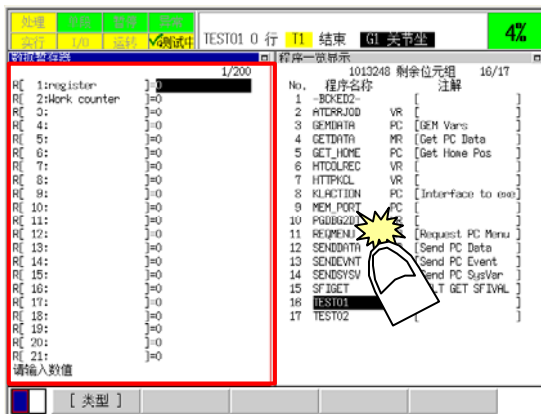 处理
实行 I/O 运转 测试中
TEST01 0 行 T1 结束 G1 关节坐
4%
数据暂存器
1/200
R[ 1:register ]=0
R[ 2:Work counter ]=0
R[ 3: ]=0
R[ 4: ]=0
R[ 5: ]=0
R[ 6: ]=0
R[ 7: ]=0
R[ 8: ]=0
R[ 9: ]=0
R[ 10: ]=0
R[ 11: ]=0
R[ 12: ]=0
R[ 13: ]=0
R[ 14: ]=0
R[ 15: ]=0
R[ 16: ]=0
R[ 17: ]=0
R[ 18: ]=0
R[ 19: ]=0
R[ 20: ]=0
R[ 21: ]=0
请输入数值
程序一览显示
1013248 剩余位元组 16/17
No. 程序名称 注解
1 -BCKED2- [ ]
2 ATERRJOB VR [ ]
3 GEMDATA PC [GEM Vars ]
4 GETDATA MR [Get PC Data ]
5 GET_HOME PC [Get Home Pos ]
6 HTCOLREC VR [ ]
7 HTTPKCL VR [ ]
8 KLACTION PC [Interface to exe]
9 MEM_PORT PC [ ]
10 PGDBG2DT
11 REQMENU [Request PC Menu ]
12 SENDDATA [Send PC Data ]
13 SENDEVNT [Send PC Event ]
14 SENDSYSV [Send PC SysVar ]
15 SFIGET LT GET SFIVAL ]
16 TEST01 ]
17 TEST02 [ ]
[ 类型 ]